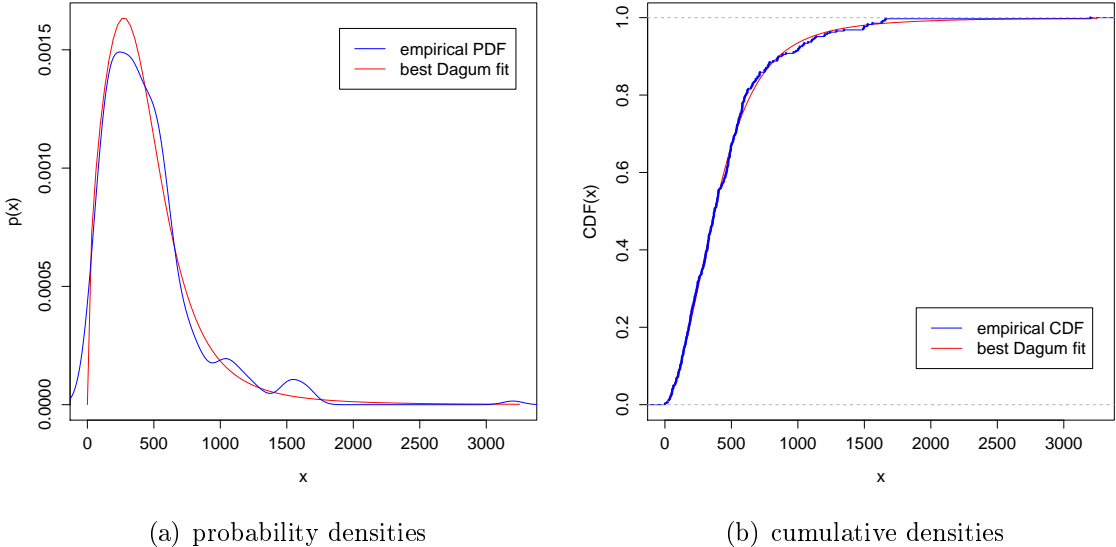 0.0015
0.0010
0.0005
0.0000
p(x)
empirical PDF
best Dagum fit
0 500 1000 1500 2000 2500 3000
x
(a) probability densities
1.0
0.8
0.6
0.4
0.2
0.0
CDF(x)
empirical CDF
best Dagum fit
0 500 1000 1500 2000 2500 3000
x
(b) cumulative densities